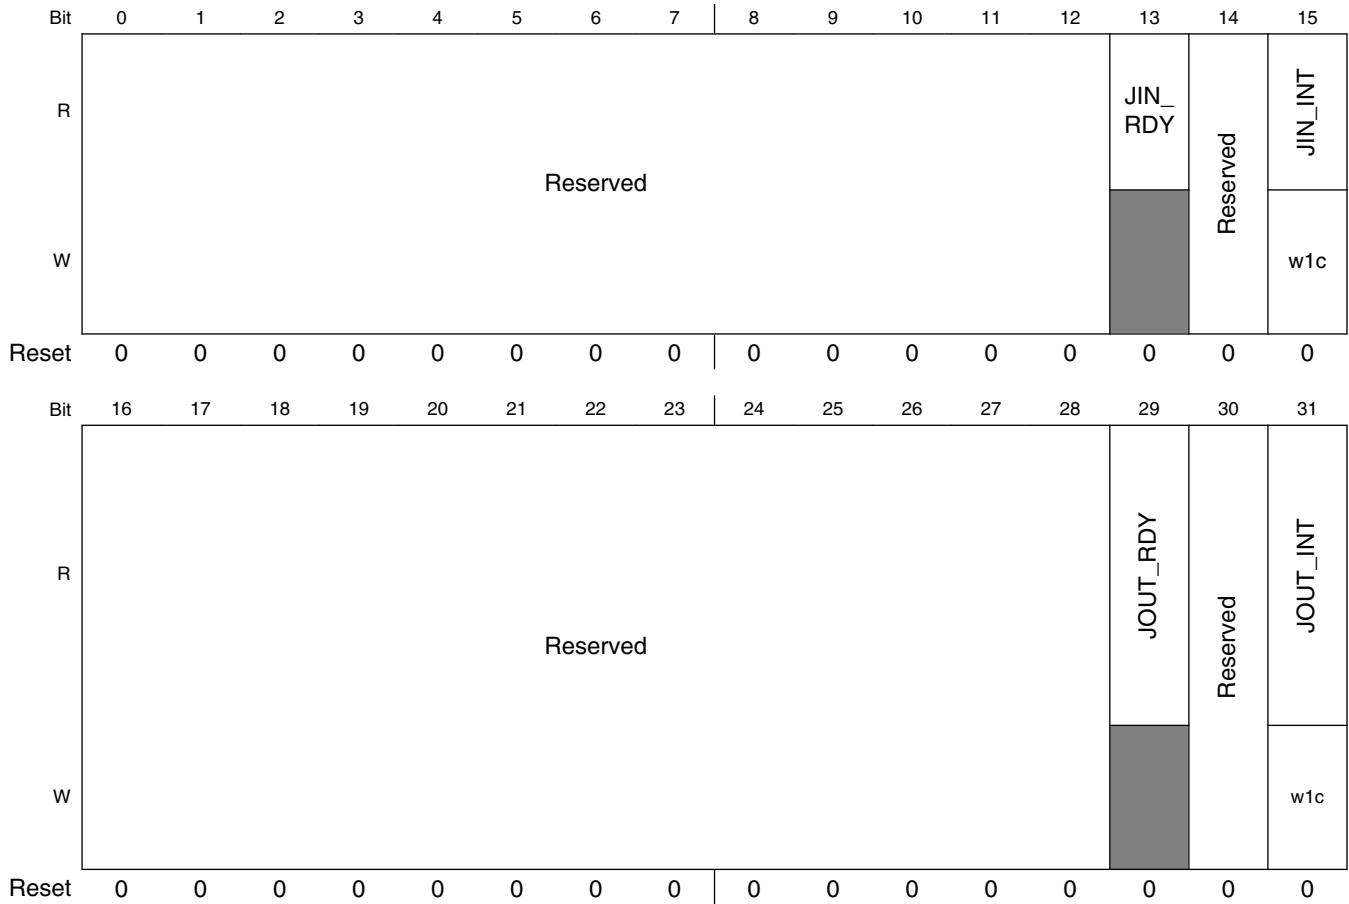 Bit 0 1 2 3 4 5 6 7 8 9 10 11 12 13 14 15
R Reserved JIN_ RDY Reserved JIN_INT
W w1c
Reset 0 0 0 0 0 0 0 0 0 0 0 0 0 0 0 0
Bit 16 17 18 19 20 21 22 23 24 25 26 27 28 29 30 31
R Reserved JOUT_RDY Reserved JOUT_INT
W w1c
Reset 0 0 0 0 0 0 0 0 0 0 0 0 0 0 0 0